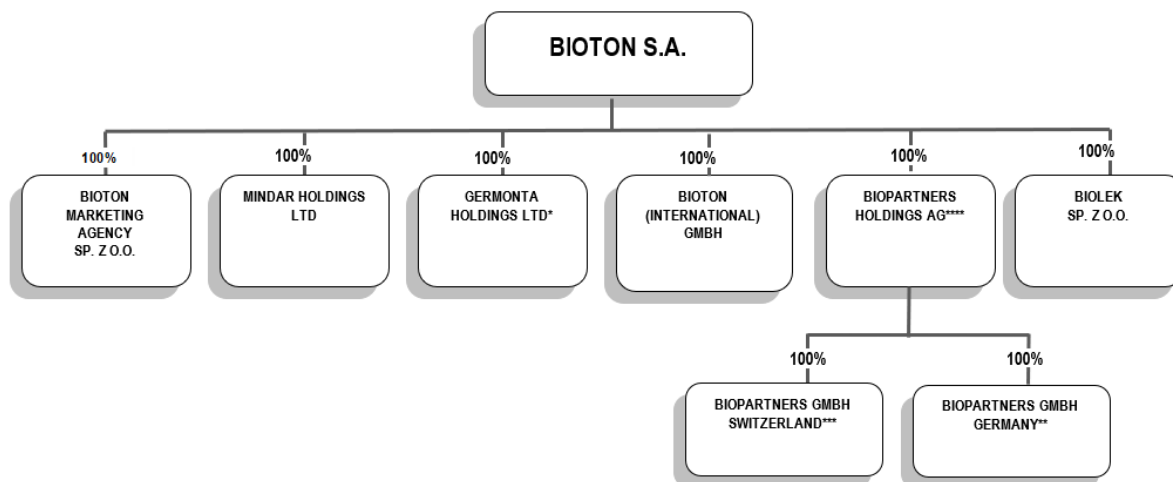 BIOTON S.A.
100%
100%
100%
100%
100%
100%
BIOTON
MARKETING
AGENCY
SP. Z O.O.
MINDAR HOLDINGS
LTD
GERMONTA
HOLDINGS LTD*
BIOTON
(INTERNATIONAL)
GMBH
BIOPARTNERS
HOLDINGS AG****
BIOLEK
SP. Z O.O.
100%
100%
BIOPARTNERS GMBH
SWITZERLAND***
BIOPARTNERS GMBH
GERMANY**